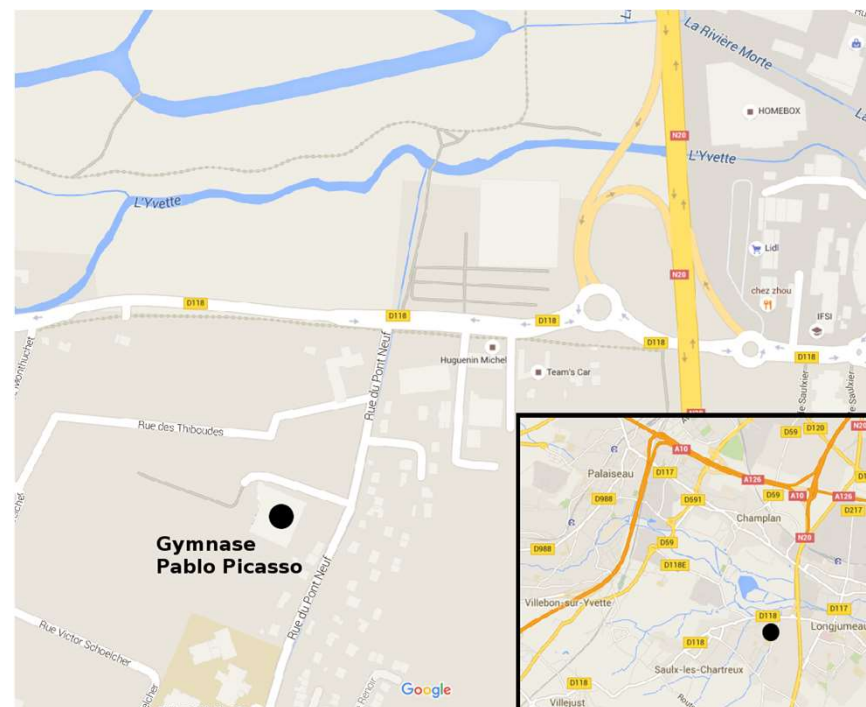 La Rivière Morte
HOMEBOX
N20
L'Yvette
L'Yvette
Lidl
N20
chez zhou
IFSI
D118
D118
D118
D118
D118
Huguenin Michel
Team's Car
Rue du Pont Neuf
Rue des Thiboudes
Gymnase
Pablo Picasso
Rue du Pont Neuf
Rue Victor Schoelcher
Renoir
Google
D59
D120
N20
A10
Palaiseau
D117
A126
D59
A10
A126
D988
D591
D217
Champlan
N20
D988
D59
D118E
Villebon-sur-Yvette
D118
D117
Longjumeau
D118
Saulx-les-Chartreux
D118
Villejust